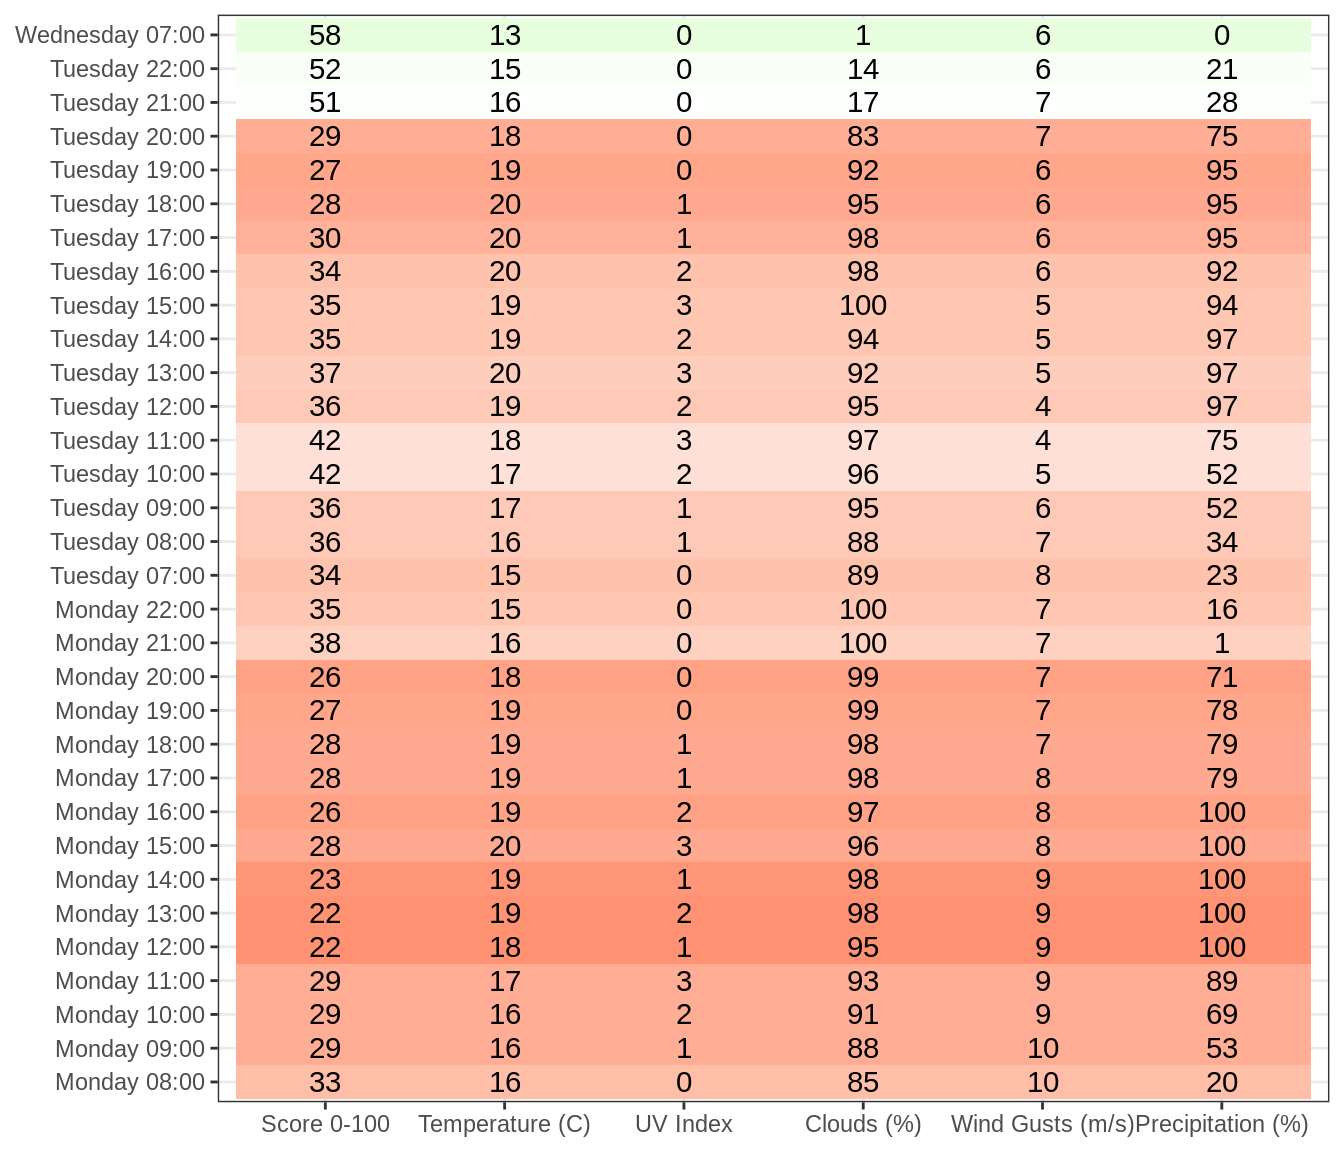 Wednesday 07:00 58 13 0 1 6 0
Tuesday 22:00 52 15 0 14 6 21
Tuesday 21:00 51 16 0 17 7 28
Tuesday 20:00 29 18 0 83 7 75
Tuesday 19:00 27 19 0 92 6 95
Tuesday 18:00 28 20 1 95 6 95
Tuesday 17:00 30 20 1 98 6 95
Tuesday 16:00 34 20 2 98 6 92
Tuesday 15:00 35 19 3 100 5 94
Tuesday 14:00 35 19 2 94 5 97
Tuesday 13:00 37 20 3 92 5 97
Tuesday 12:00 36 19 2 95 4 97
Tuesday 11:00 42 18 3 97 4 75
Tuesday 10:00 42 17 2 96 5 52
Tuesday 09:00 36 17 1 95 6 52
Tuesday 08:00 36 16 1 88 7 34
Tuesday 07:00 34 15 0 89 8 23
Monday 22:00 35 15 0 100 7 16
Monday 21:00 38 16 0 100 7 1
Monday 20:00 26 18 0 99 7 71
Monday 19:00 27 19 0 99 7 78
Monday 18:00 28 19 1 98 7 79
Monday 17:00 28 19 1 98 8 79
Monday 16:00 26 19 2 97 8 100
Monday 15:00 28 20 3 96 8 100
Monday 14:00 23 19 1 98 9 100
Monday 13:00 22 19 2 98 9 100
Monday 12:00 22 18 1 95 9 100
Monday 11:00 29 17 3 93 9 89
Monday 10:00 29 16 2 91 9 69
Monday 09:00 29 16 1 88 10 53
Monday 08:00 33 16 0 85 10 20
Score 0-100 Temperature (C) UV Index Clouds (%) Wind Gusts (m/s) Precipitation (%)